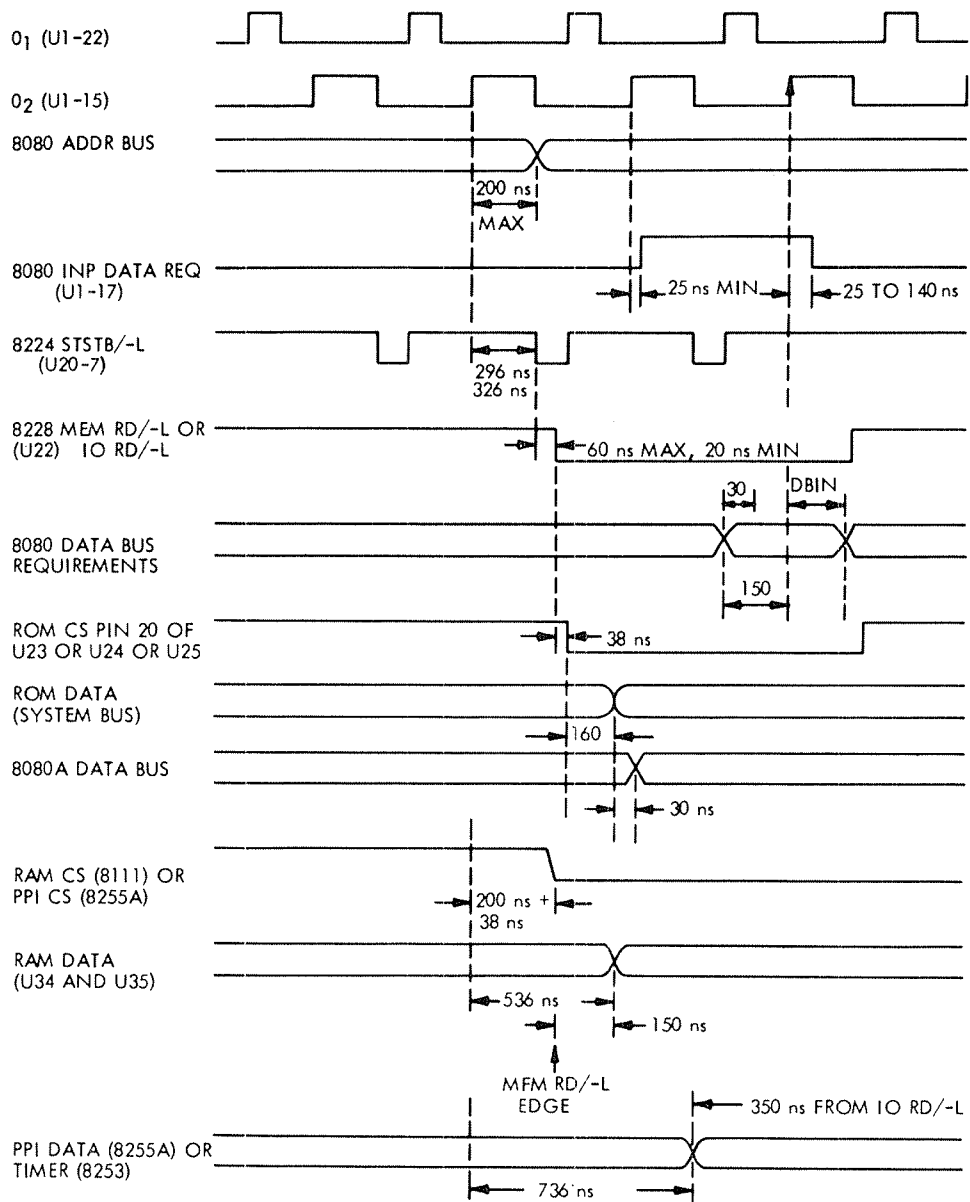 0₁ (U1-22)
0₂ (U1-15)
8080 ADDR BUS
200 ns
MAX
8080 INP DATA REQ
(U1-17)
25 ns MIN
25 TO 140 ns
8224 STSTB/-L
(U20-7)
296 ns
326 ns
8228 MEM RD/-L OR
(U22) IO RD/-L
60 ns MAX, 20 ns MIN
30
DBIN
8080 DATA BUS
REQUIREMENTS
150
ROM CS PIN 20 OF
U23 OR U24 OR U25
38 ns
ROM DATA
(SYSTEM BUS)
160
8080A DATA BUS
30 ns
RAM CS (8111) OR
PPI CS (8255A)
200 ns +
38 ns
RAM DATA
(U34 AND U35)
536 ns
150 ns
MFM RD/-L
EDGE
350 ns FROM IO RD/-L
PPI DATA (8255A) OR
TIMER (8253)
736 ns